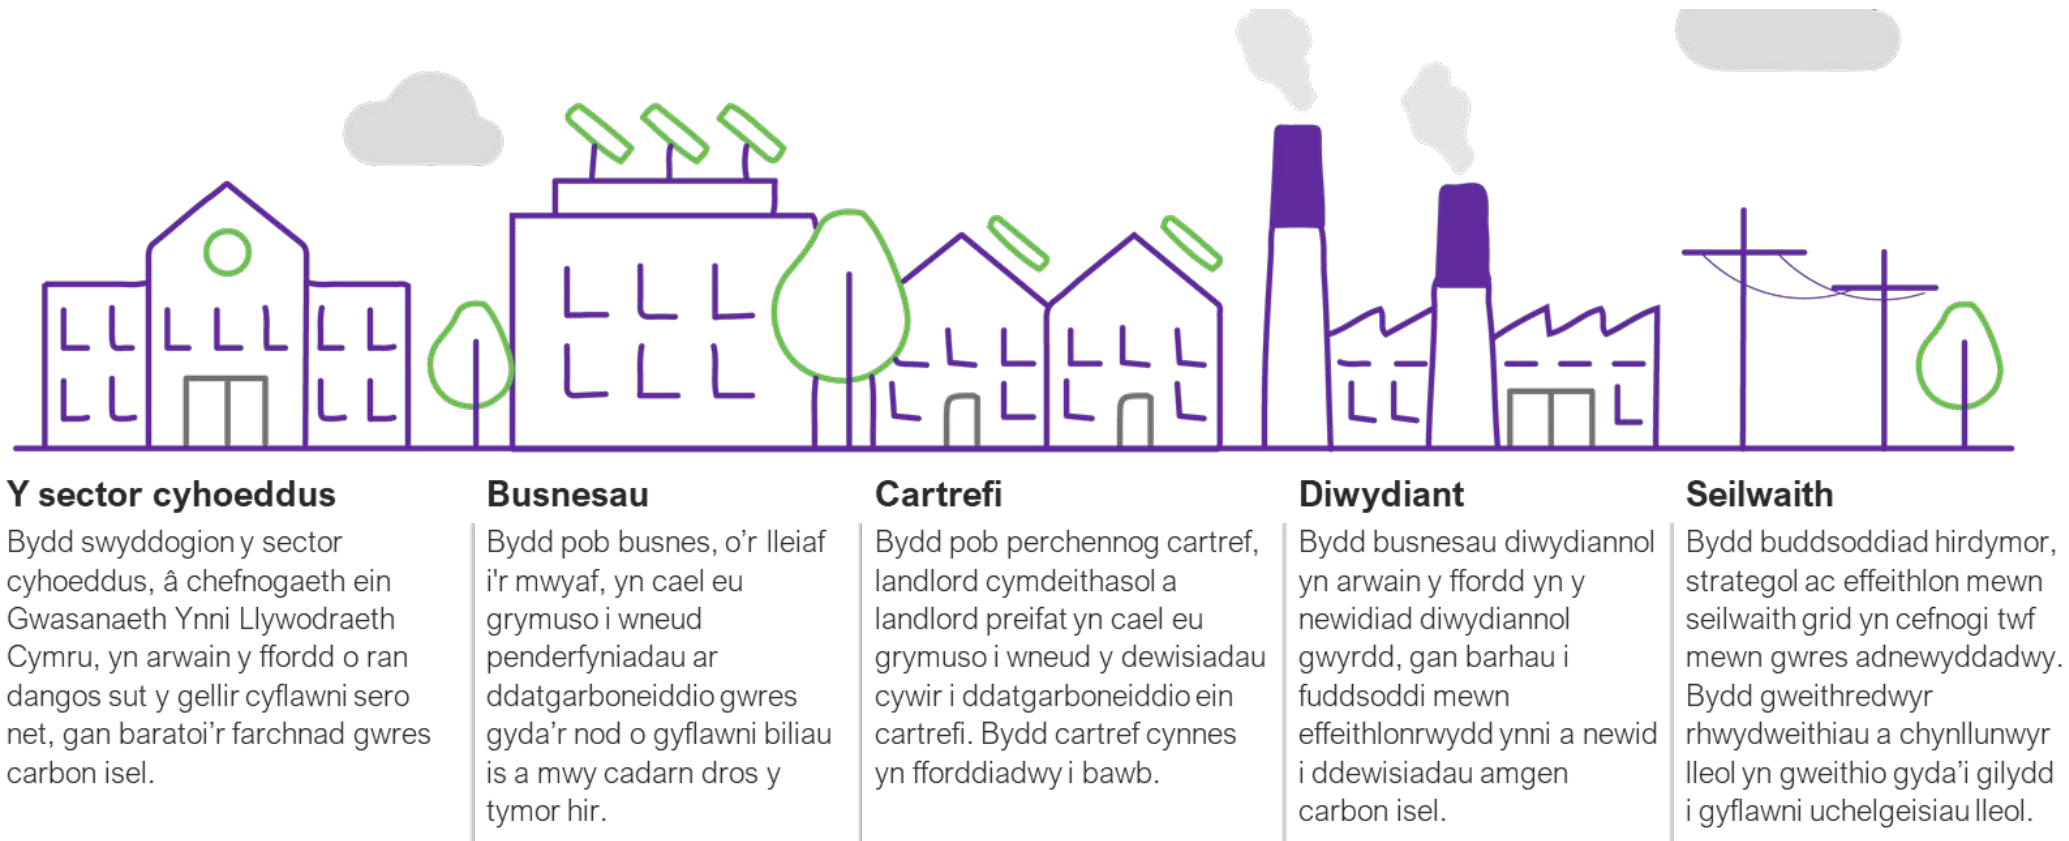 Y sector cyhoeddus
Bydd swyddogion y sector
cyhoeddus, â chefnogaeth ein
Gwasanaeth Ynni Llywodraeth
Cymru, yn arwain y ffordd o ran
dangos sut y gellir cyflawni sero
net, gan baratoi’r farchnad gwres
carbon isel.
Busnesau
Bydd pob busnes, o’r lleiaf
i'r mwyaf, yn cael eu
grymuso i wneud
penderfyniadau ar
ddatgarboneiddio gwres
gyda’r nod o gyflawni biliau
is a mwy cadarn dros y
tymor hir.
Cartrefi
Bydd pob perchennog cartref,
landlord cymdeithasol a
landlord preifat yn cael eu
grymuso i wneud y dewisiadau
cywir i ddatgarboneiddio ein
cartrefi. Bydd cartref cynnes
yn fforddiadwy i bawb.
Diwydiant
Bydd busnesau diwydiannol
yn arwain y ffordd yn y
newidiad diwydiannol
gwyrdd, gan barhau i
fuddsoddi mewn
effeithlonrwydd ynni a newid
i ddewisiadau amgen
carbon isel.
Seilwaith
Bydd buddsoddiad hirdymor,
strategol ac effeithlon mewn
seilwaith grid yn cefnogi twf
mewn gwres adnewyddadwy.
Bydd gweithredwyr
rhwydweithiau a chynllunwyr
lleol yn gweithio gyda’i gilydd
i gyflawni uchelgeisiau lleol.